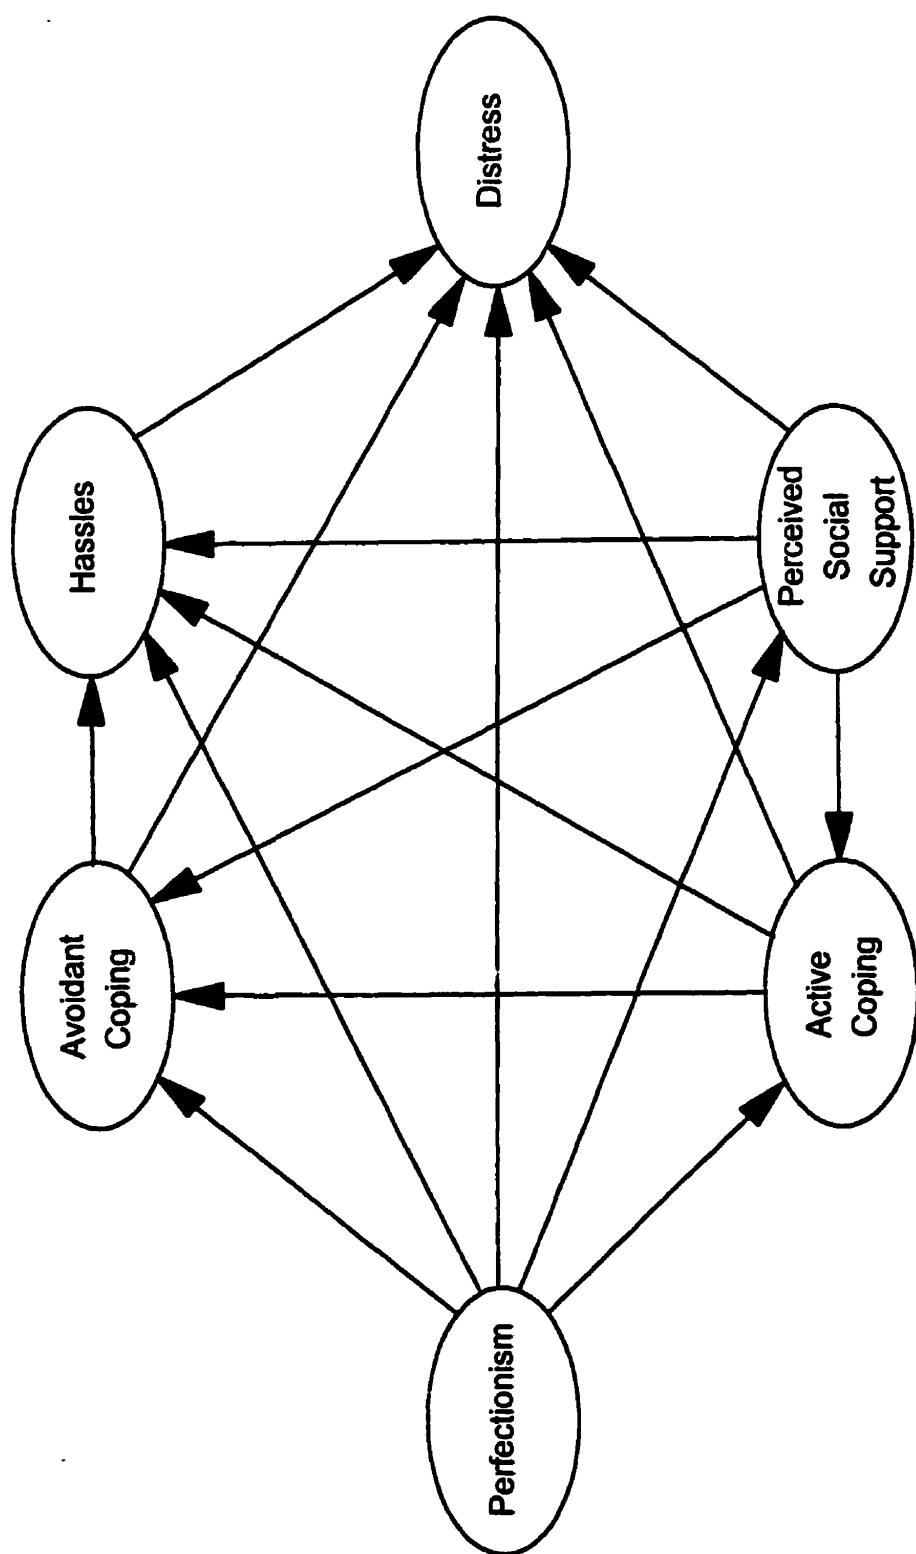 Avoidant
Coping
Hassles
Perfectionism
Distress
Active
Coping
Perceived
Social
Support